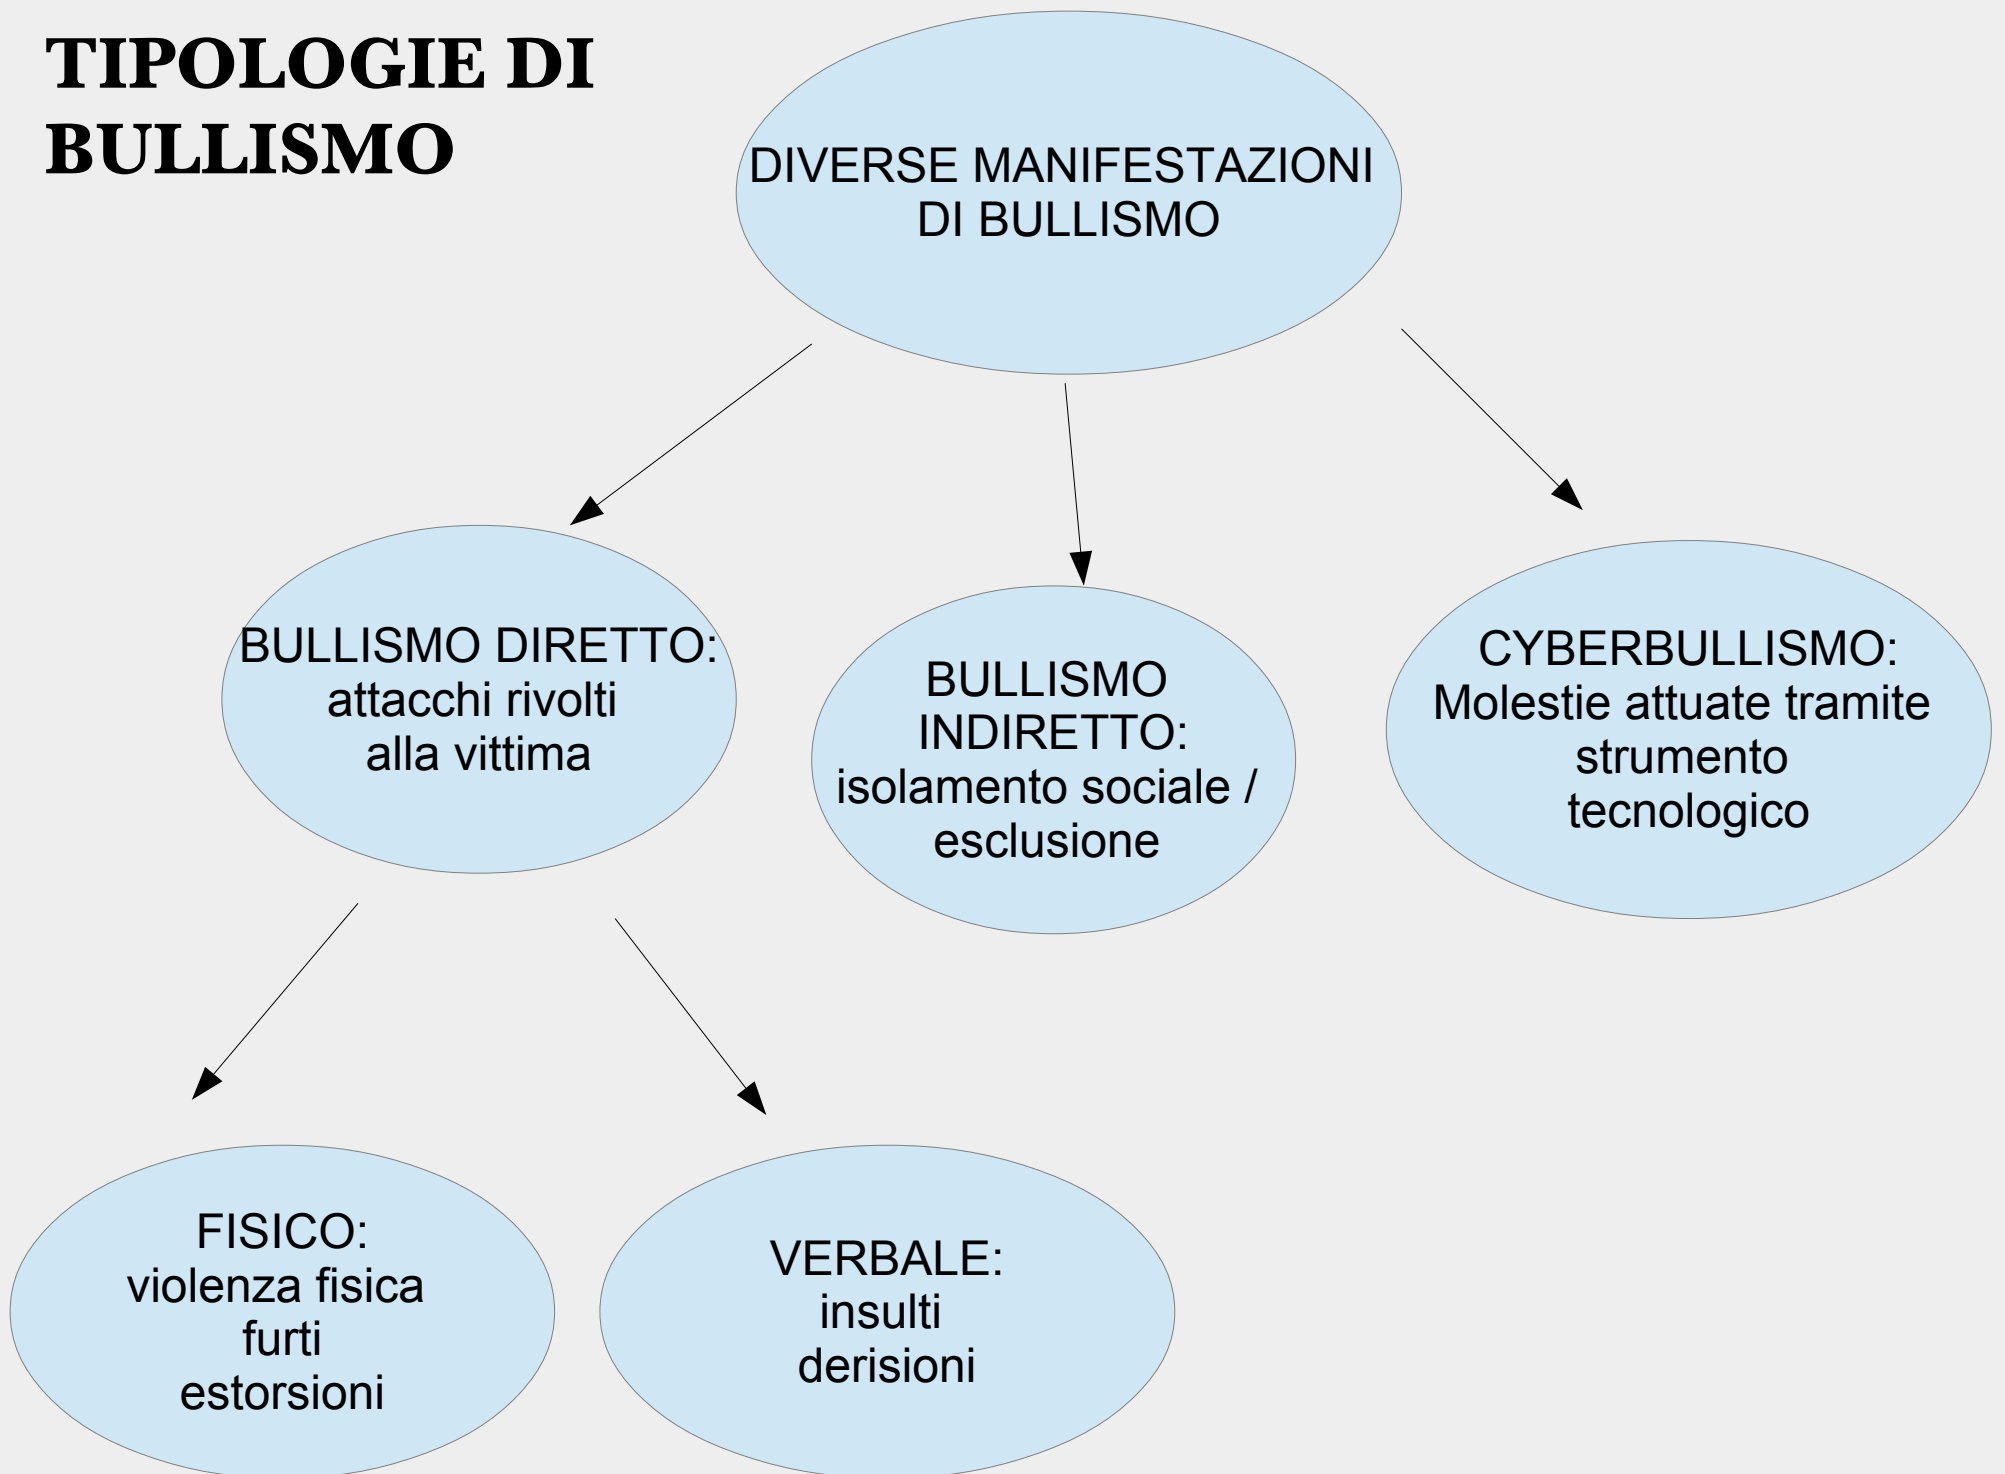 TIPOLOGIE DI
BULLISMO
DIVERSE MANIFESTAZIONI
DI BULLISMO
BULLISMO DIRETTO:
attacchi rivolti
alla vittima
BULLISMO
INDIRETTO:
isolamento sociale /
esclusione
CYBERBULLISMO:
Molestie attuate tramite
strumento
tecnologico
FISICO:
violenza fisica
furti
estorsioni
VERBALE:
insulti
derisioni